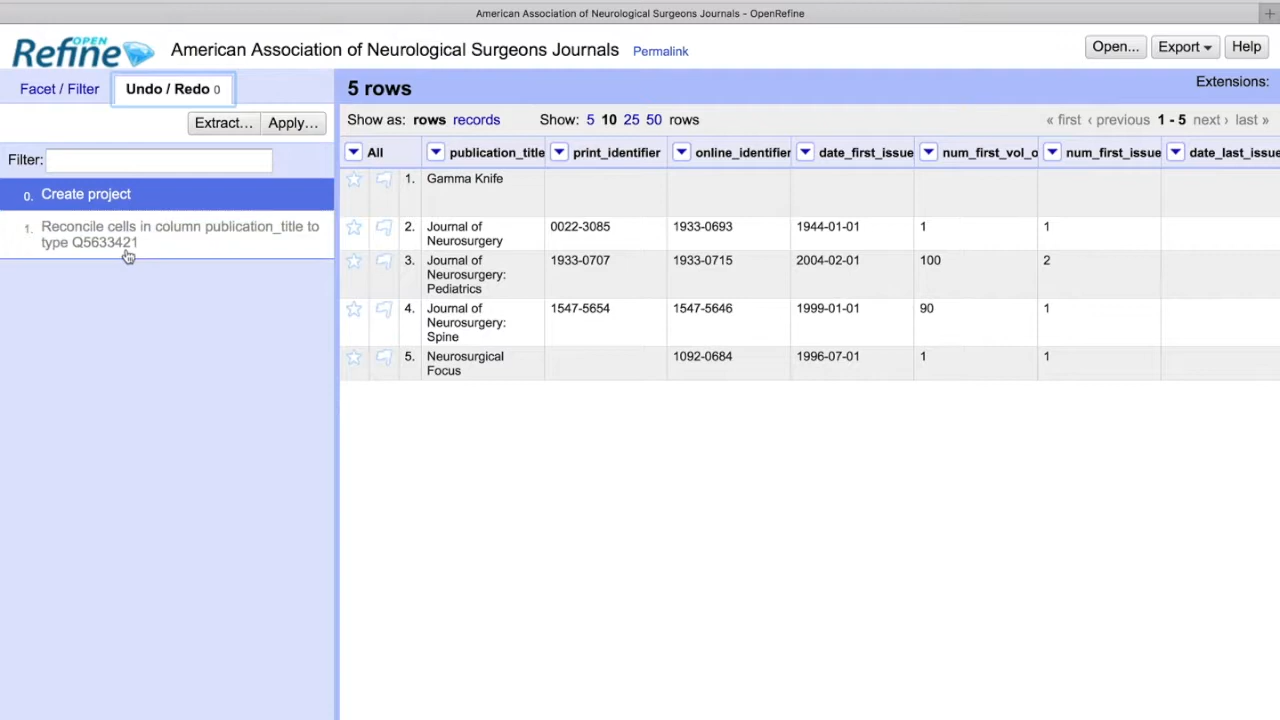 American Association of Neurological Surgeons Journals - OpenRefine
OPEN
Refine
American Association of Neurological Surgeons Journals Permalink
Open... Export Help
Facet / Filter Undo / Redo 0
5 rows
Extensions:
Extract... Apply...
Show as: rows records Show: 5 10 25 50 rows
« first ‹ previous 1 - 5 next › last »
Filter:
All publication_title print_identifier online_identifier date_first_issue num_first_vol_o num_first_issue date_last_issue
0. Create project
1. Reconcile cells in column publication_title to
type Q5633421
1. Gamma Knife
2. Journal of
Neurosurgery
0022-3085 1933-0693 1944-01-01 1 1
3. Journal of
Neurosurgery:
Pediatrics
1933-0707 1933-0715 2004-02-01 100 2
4. Journal of
Neurosurgery:
Spine
1547-5654 1547-5646 1999-01-01 90 1
5. Neurosurgical
Focus
1092-0684 1996-07-01 1 1